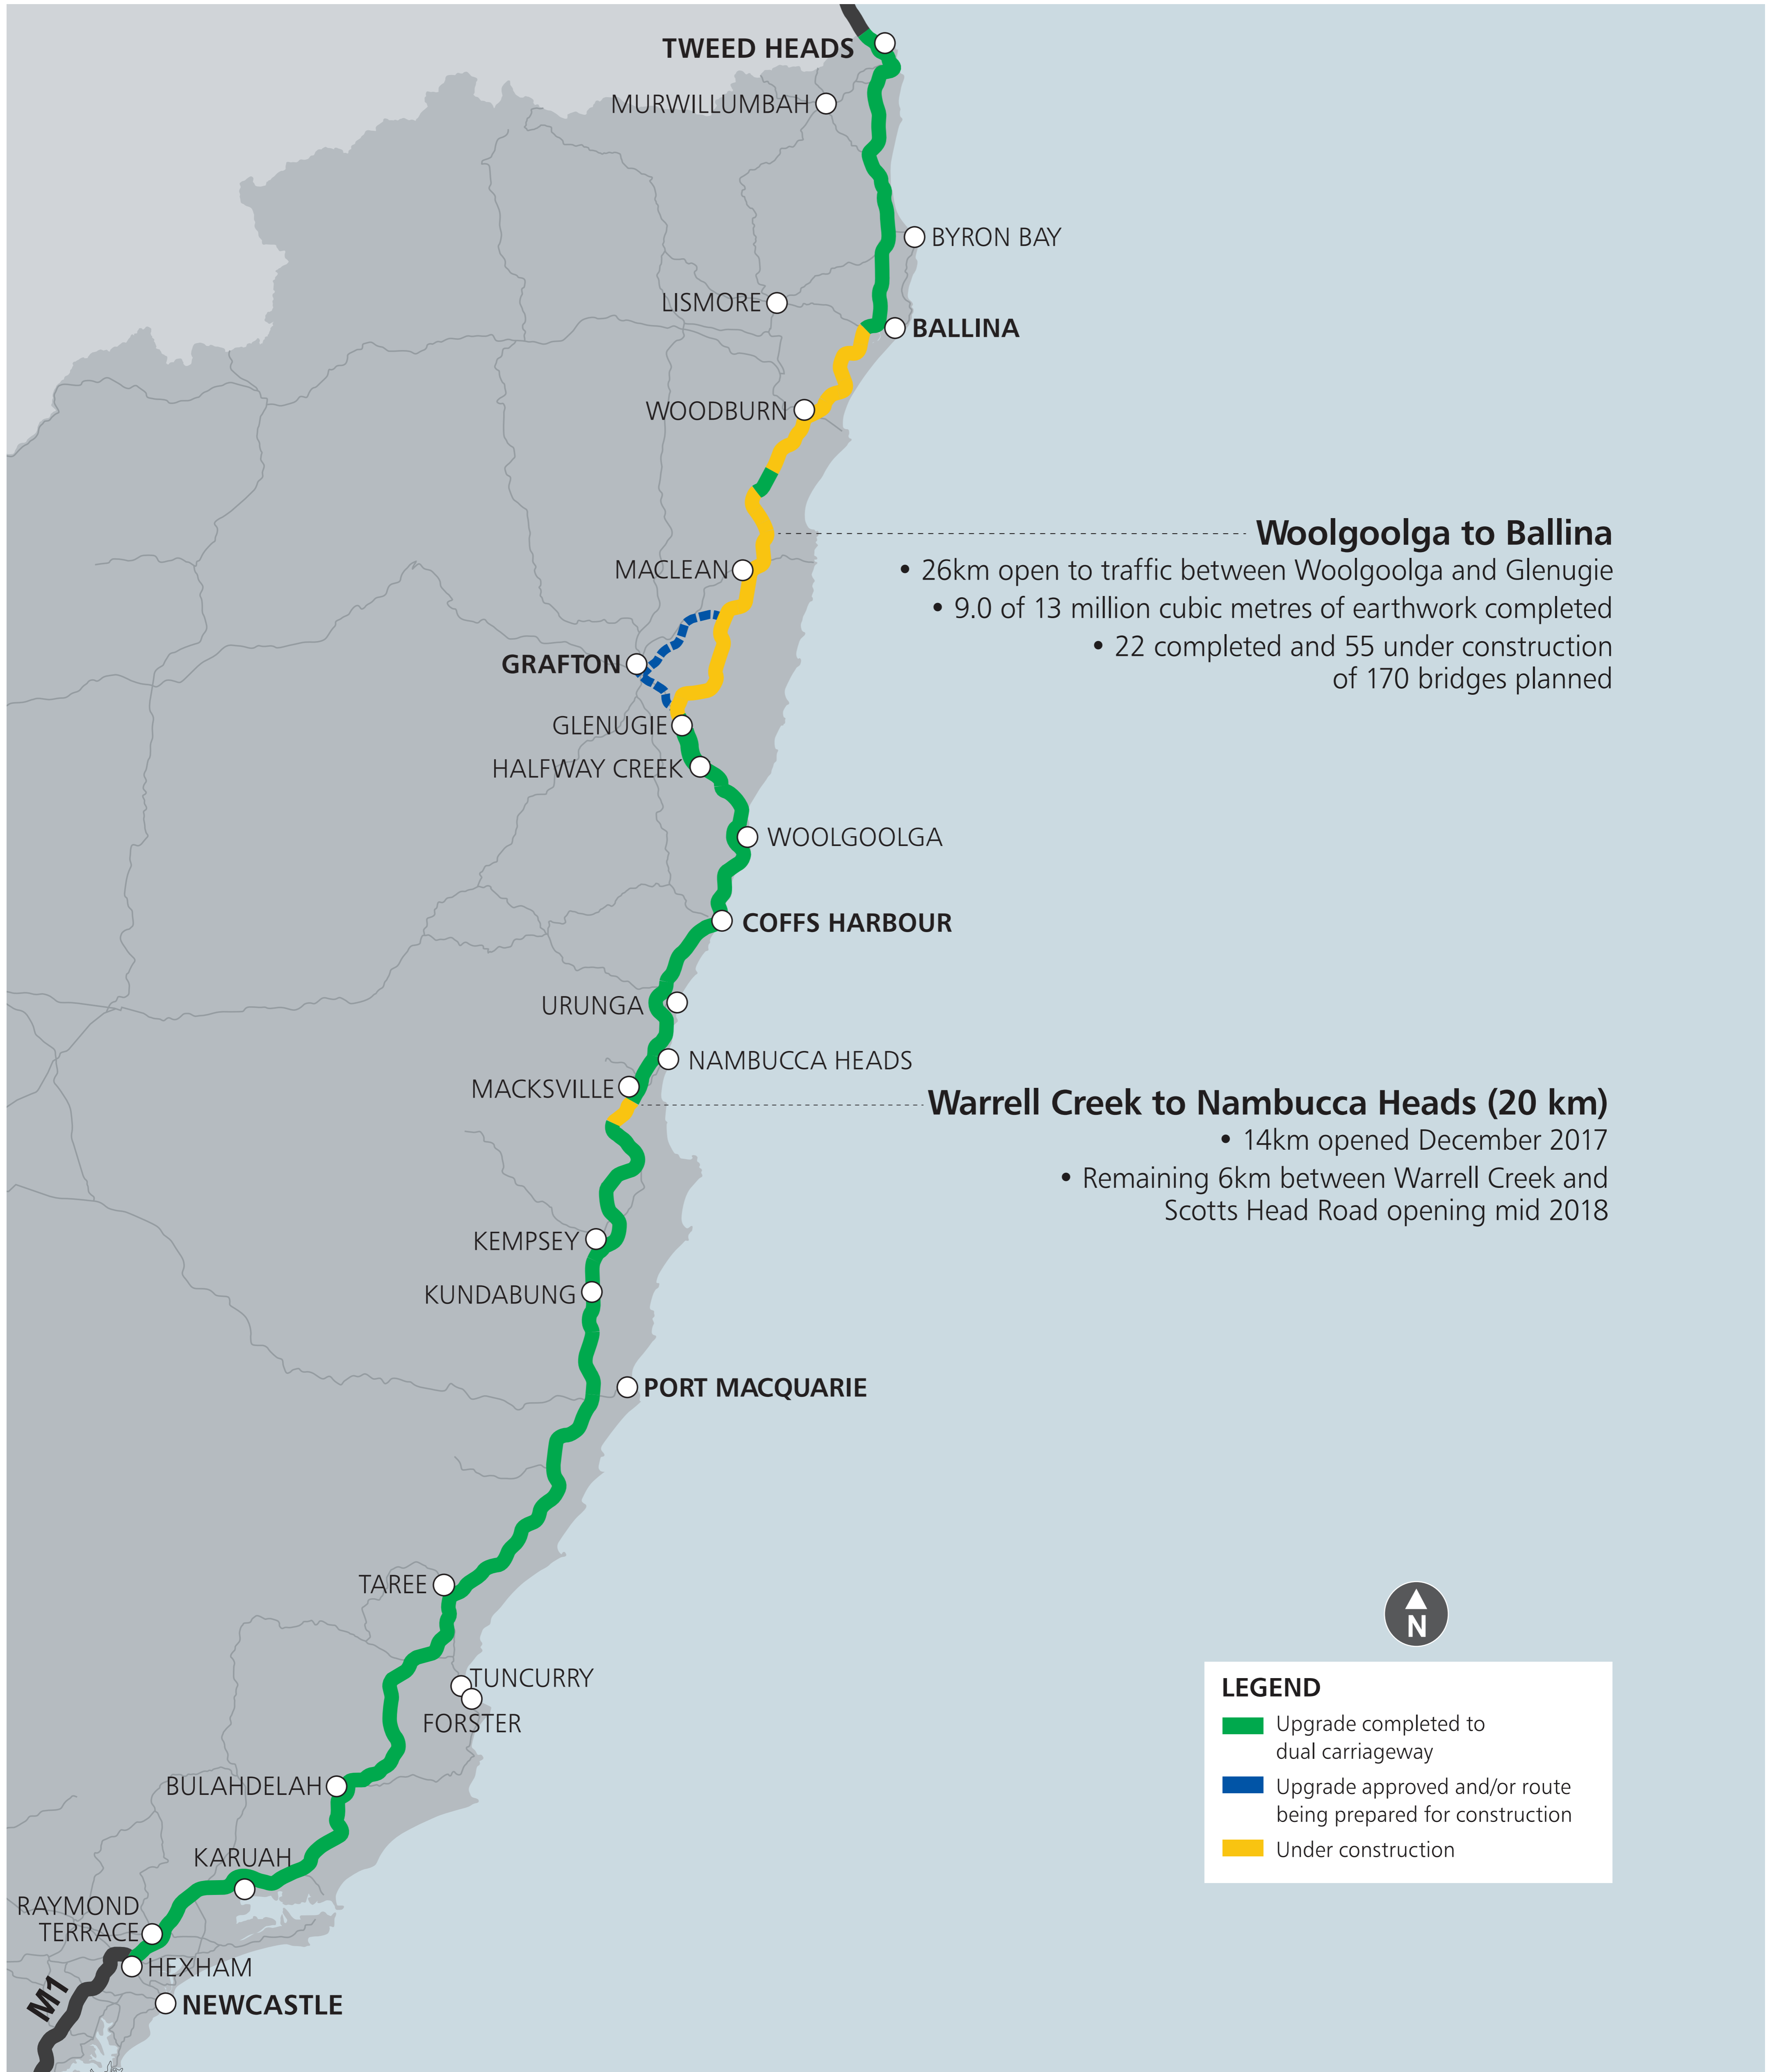 TWEED HEADS
MURWILLUMBAH
BYRON BAY
LISMORE
BALLINA
WOODBURN
Woolgoolga to Ballina
• 26km open to traffic between Woolgoolga and Glenugie
• 9.0 of 13 million cubic metres of earthwork completed
• 22 completed and 55 under construction
of 170 bridges planned
MACLEAN
GRAFTON
GLENUGIE
HALFWAY CREEK
WOOLGOOLGA
COFFS HARBOUR
URUNGA
NAMBUCCA HEADS
MACKSVILLE
Warrell Creek to Nambucca Heads (20 km)
• 14km opened December 2017
• Remaining 6km between Warrell Creek and
Scotts Head Road opening mid 2018
KEMPSEY
KUNDABUNG
PORT MACQUARIE
TAREE
TUNCURRY
FORSTER
BULAHDELAH
KARUAH
RAYMOND
TERRACE
HEXHAM
M1
NEWCASTLE
N
LEGEND
Upgrade completed to
dual carriageway
Upgrade approved and/or route
being prepared for construction
Under construction